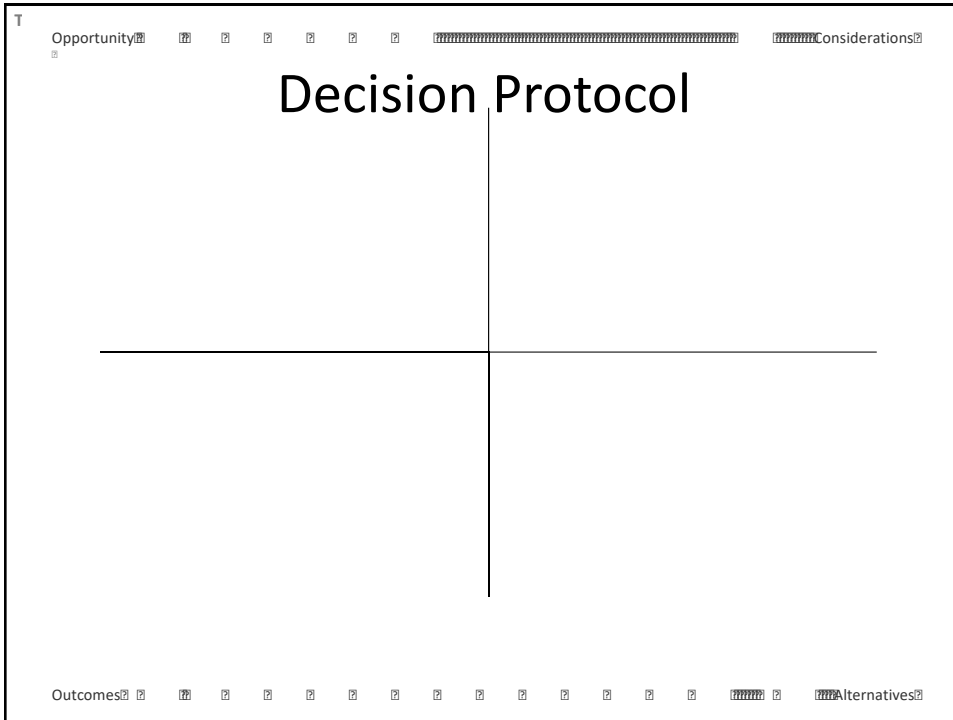 T
Opportunity Considerations
Decision Protocol
Outcomes Alternatives